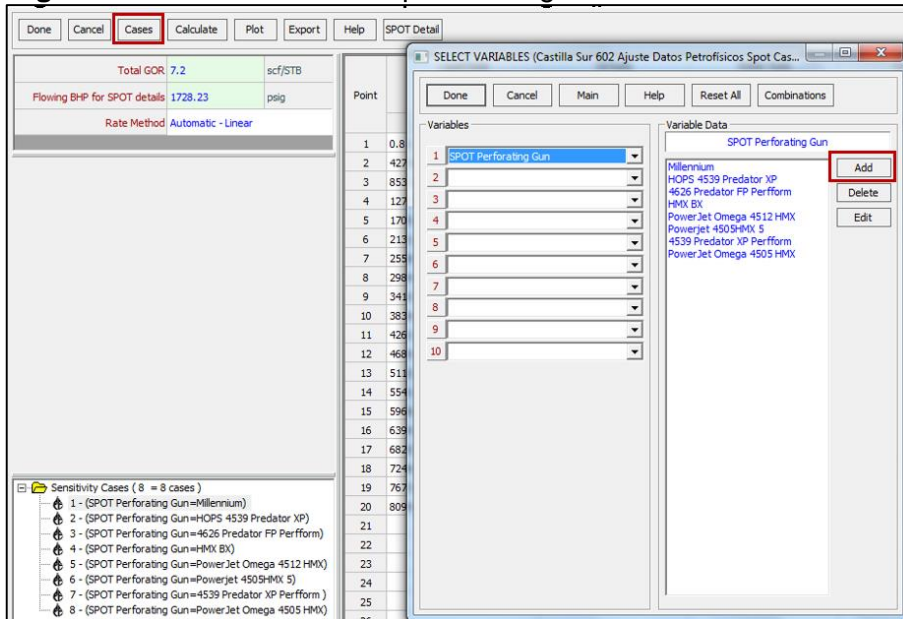 Done Cancel Cases Calculate Plot Export Help SPOT Detail
Total GOR 7.2 scf/STB
Flowing BHP for SPOT details 1728.23 psig
Rate Method Automatic - Linear
Point
1 0.8
2 427
3 853
4 127
5 170
6 213
7 255
8 298
9 341
10 383
11 426
12 468
13 511
14 554
15 596
16 639
17 682
18 724
19 767
20 809
21
22
23
24
25
Sensitivity Cases ( 8 = 8 cases )
1 - (SPOT Perforating Gun=Millennium)
2 - (SPOT Perforating Gun=HOPS 4539 Predator XP)
3 - (SPOT Perforating Gun=4626 Predator FP Perfform)
4 - (SPOT Perforating Gun=HMX BX)
5 - (SPOT Perforating Gun=PowerJet Omega 4512 HMX)
6 - (SPOT Perforating Gun=Powerjet 4505HMX 5)
7 - (SPOT Perforating Gun=4539 Predator XP Perfform )
8 - (SPOT Perforating Gun=PowerJet Omega 4505 HMX)
SELECT VARIABLES (Castilla Sur 602 Ajuste Datos Petrofísicos Spot Cas...
Done Cancel Main Help Reset All Combinations
Variables
1 SPOT Perforating Gun
2
3
4
5
6
7
8
9
10
Variable Data
SPOT Perforating Gun
Millennium
HOPS 4539 Predator XP
4626 Predator FP Perfform
HMX BX
PowerJet Omega 4512 HMX
Powerjet 4505HMX 5
4539 Predator XP Perfform
PowerJet Omega 4505 HMX
Add
Delete
Edit